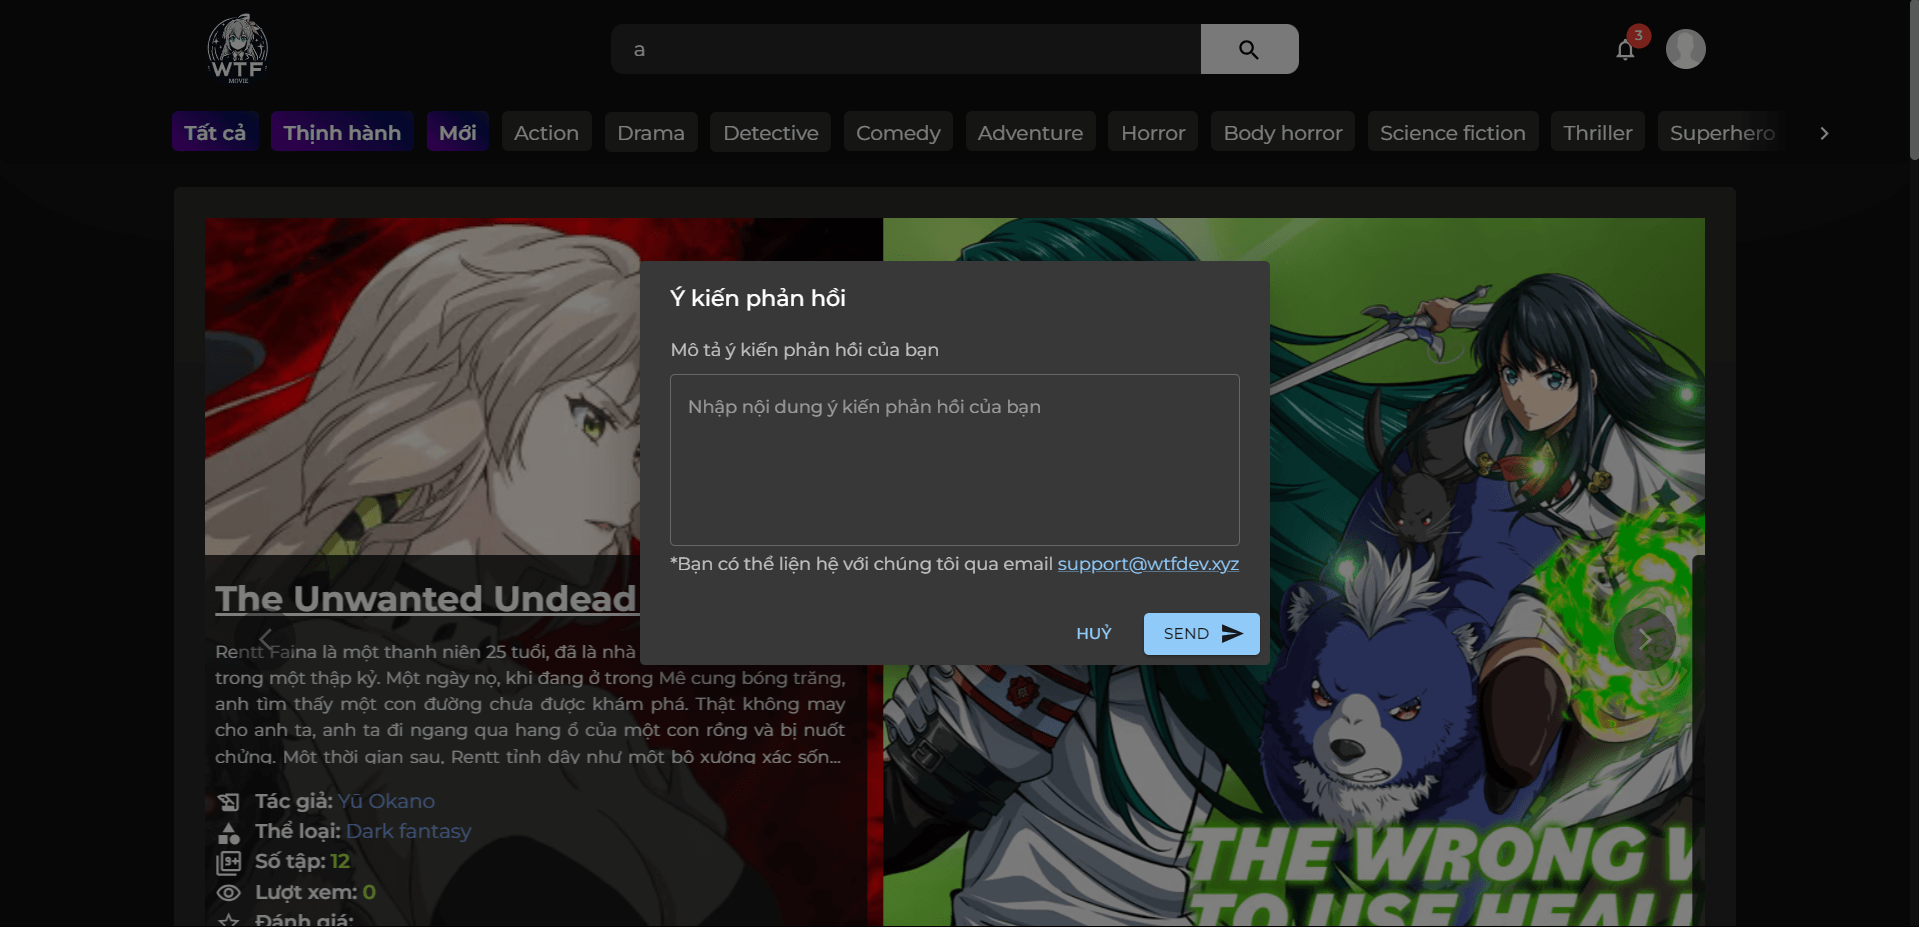 WTF
MOVIE
a
3
Tất cả
Thịnh hành
Mới
Action
Drama
Detective
Comedy
Adventure
Horror
Body horror
Science fiction
Thriller
Superhero
Ý kiến phản hồi
Mô tả ý kiến phản hồi của bạn
Nhập nội dung ý kiến phản hồi của bạn
*Bạn có thể liện hệ với chúng tôi qua email support@wtfdev.xyz
HUỶ
SEND
The Unwanted Undead
Rentt Faina là một thanh niên 25 tuổi, đã là nhà
trong một thập kỷ. Một ngày nọ, khi đang ở trong Mê cung bóng trăng,
anh tìm thấy một con đường chưa được khám phá. Thật không may
cho anh ta, anh ta đi ngang qua hang ổ của một con rồng và bị nuốt
chửng. Một thời gian sau, Rentt tỉnh dậy như một bộ xương xác sốn...
Tác giả: Yū Okano
Thể loại: Dark fantasy
9+
Số tập: 12
Lượt xem: 0
Đánh giá:
THE WRONG W
TO USE HEALI